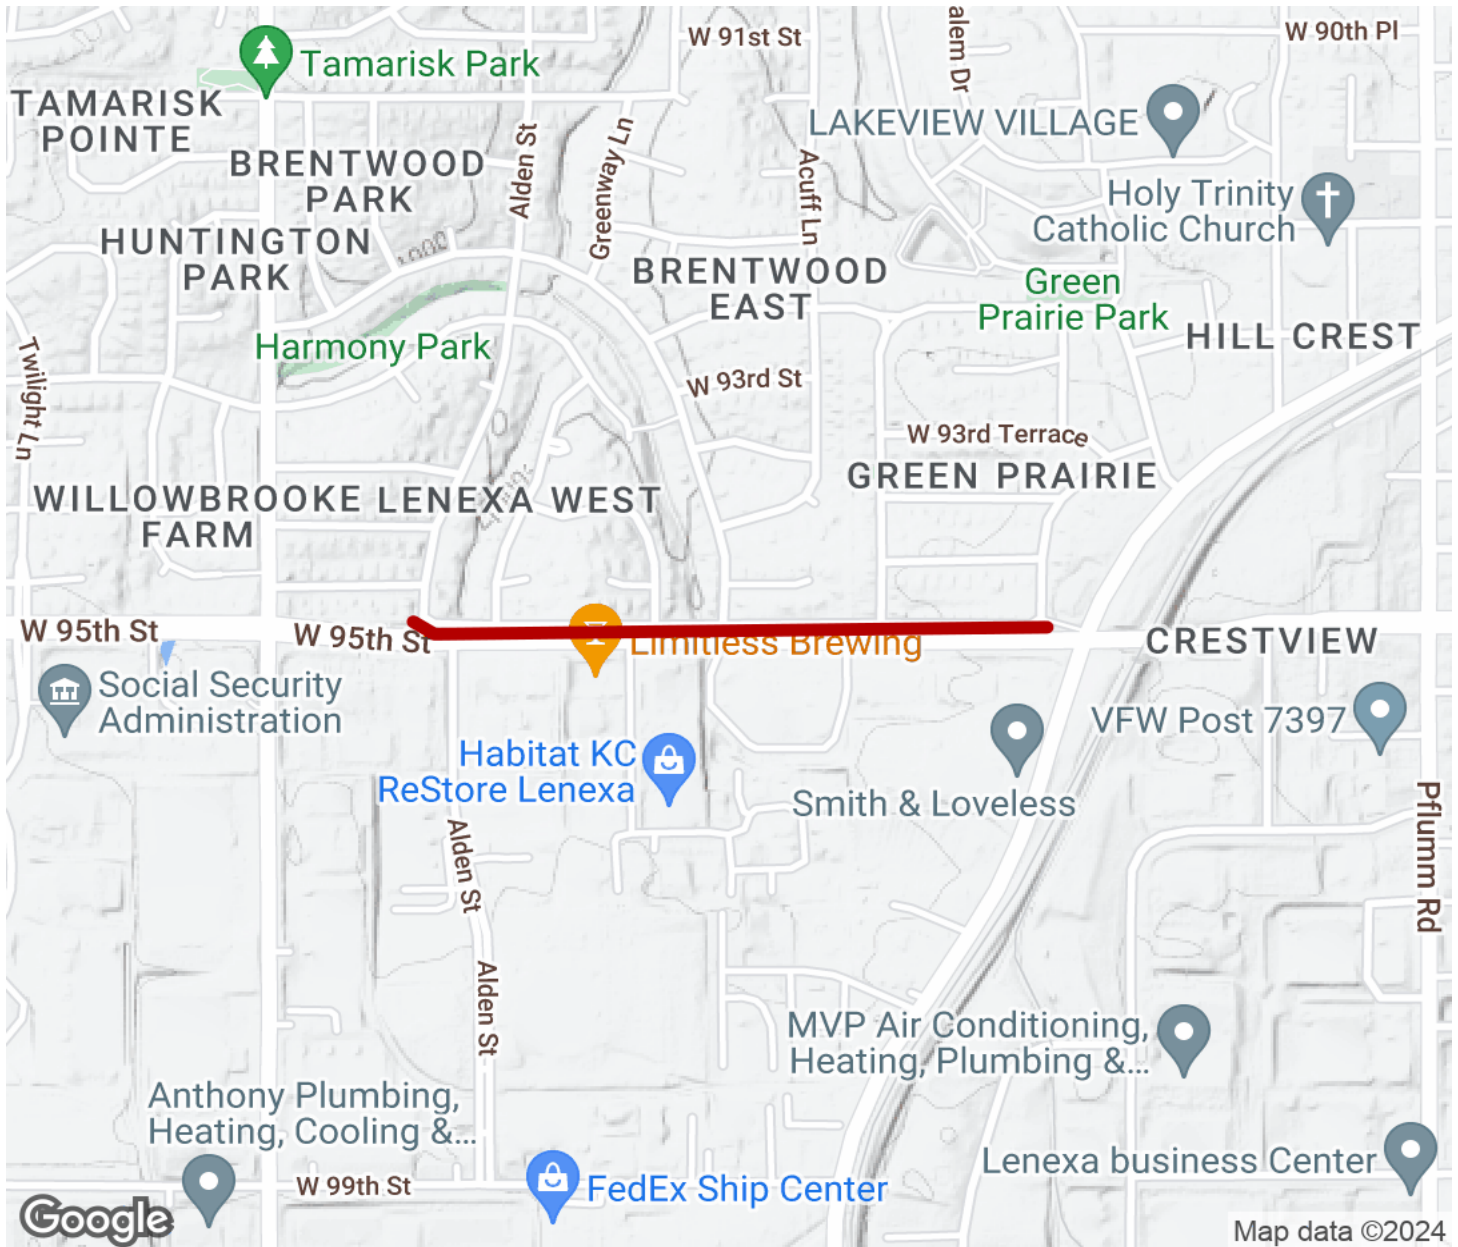 W 91st St
alem Dr
W 90th Pl
Tamarisk Park
TAMARISK
POINTE
LAKEVIEW VILLAGE
Alden St
Greenway Ln
BRENTWOOD
PARK
Acuff Ln
Holy Trinity
Catholic Church
HUNTINGTON
PARK
1000
BRENTWOOD
EAST
Green
Prairie Park
HILL CREST
Harmony Park
Twilight Ln
W 93rd St
W 93rd Terrace
GREEN PRAIRIE
WILLOWBROOKE
FARM
LENEXA WEST
W 95th St
W 95th St
Limitless Brewing
CRESTVIEW
Social Security
Administration
VFW Post 7397
Habitat KC
ReStore Lenexa
Smith & Loveless
Pflumm Rd
Alden St
Alden St
MVP Air Conditioning,
Heating, Plumbing &...
Anthony Plumbing,
Heating, Cooling &...
Lenexa business Center
W 99th St
FedEx Ship Center
Google
Map data ©2024